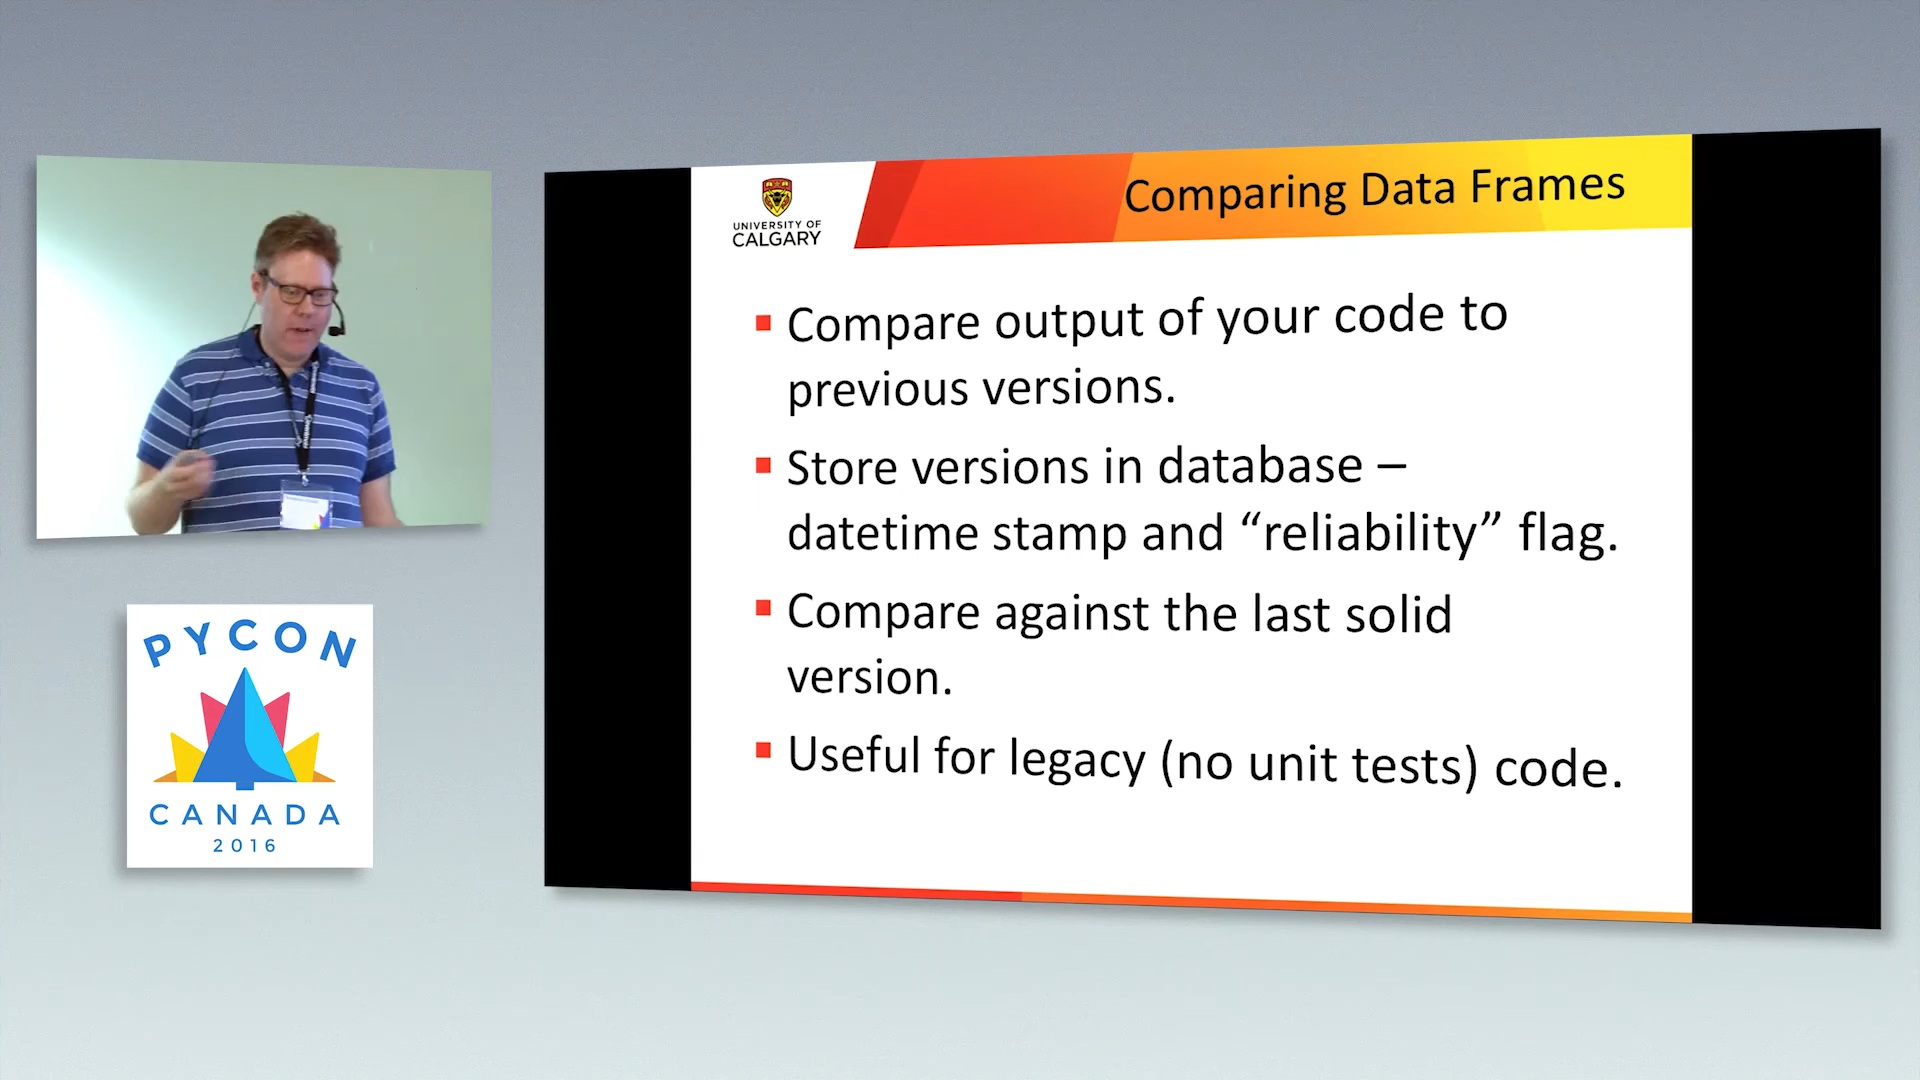 UNIVERSITY OF
CALGARY
Comparing Data Frames
Compare output of your code to
previous versions.
Store versions in database –
datetime stamp and “reliability” flag.
Compare against the last solid
version.
Useful for legacy (no unit tests) code.
PYCON
CANADA
2016